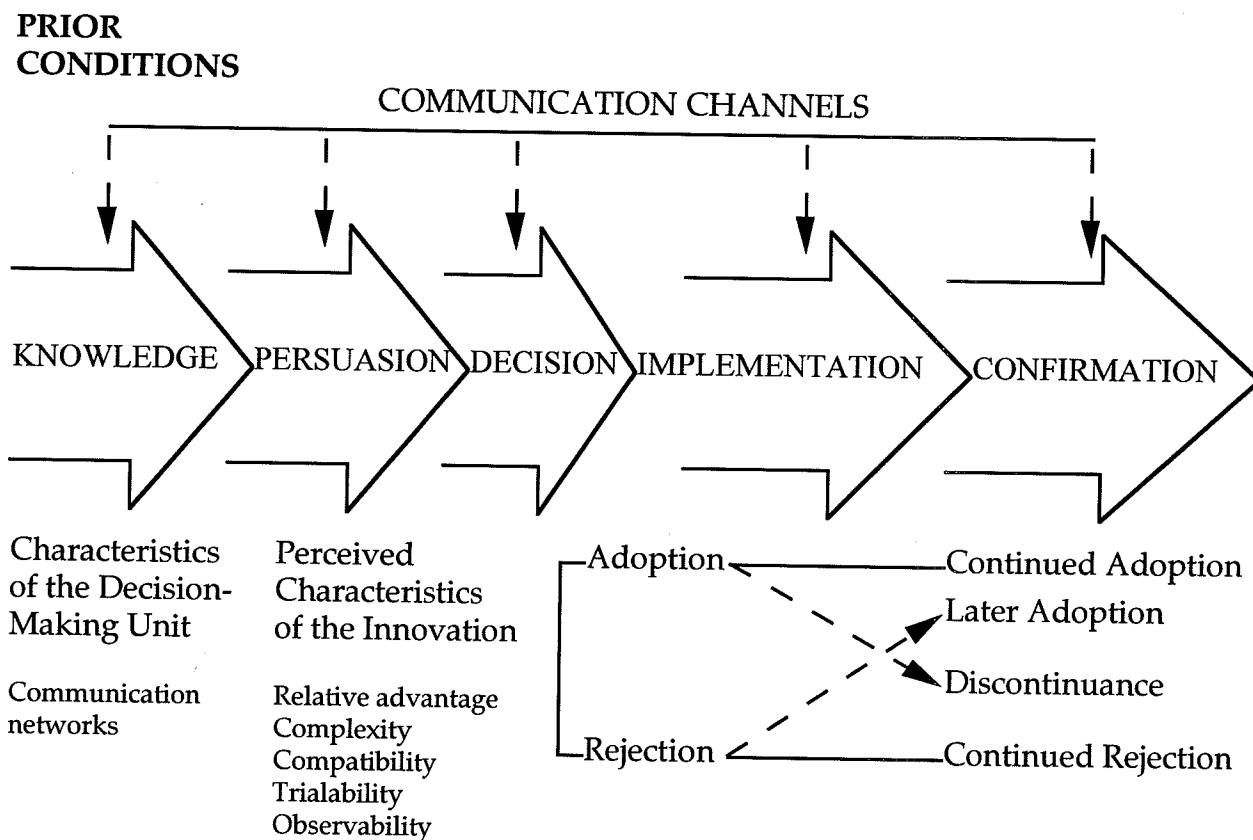 PRIOR
CONDITIONS
COMMUNICATION CHANNELS
KNOWLEDGE
PERSUASION
DECISION
IMPLEMENTATION
CONFIRMATION
Characteristics
of the Decision-
Making Unit
Communication
networks
Perceived
Characteristics
of the Innovation
Relative advantage
Complexity
Compatibility
Trialability
Observability
Adoption
Rejection
Continued Adoption
Later Adoption
Discontinuance
Continued Rejection